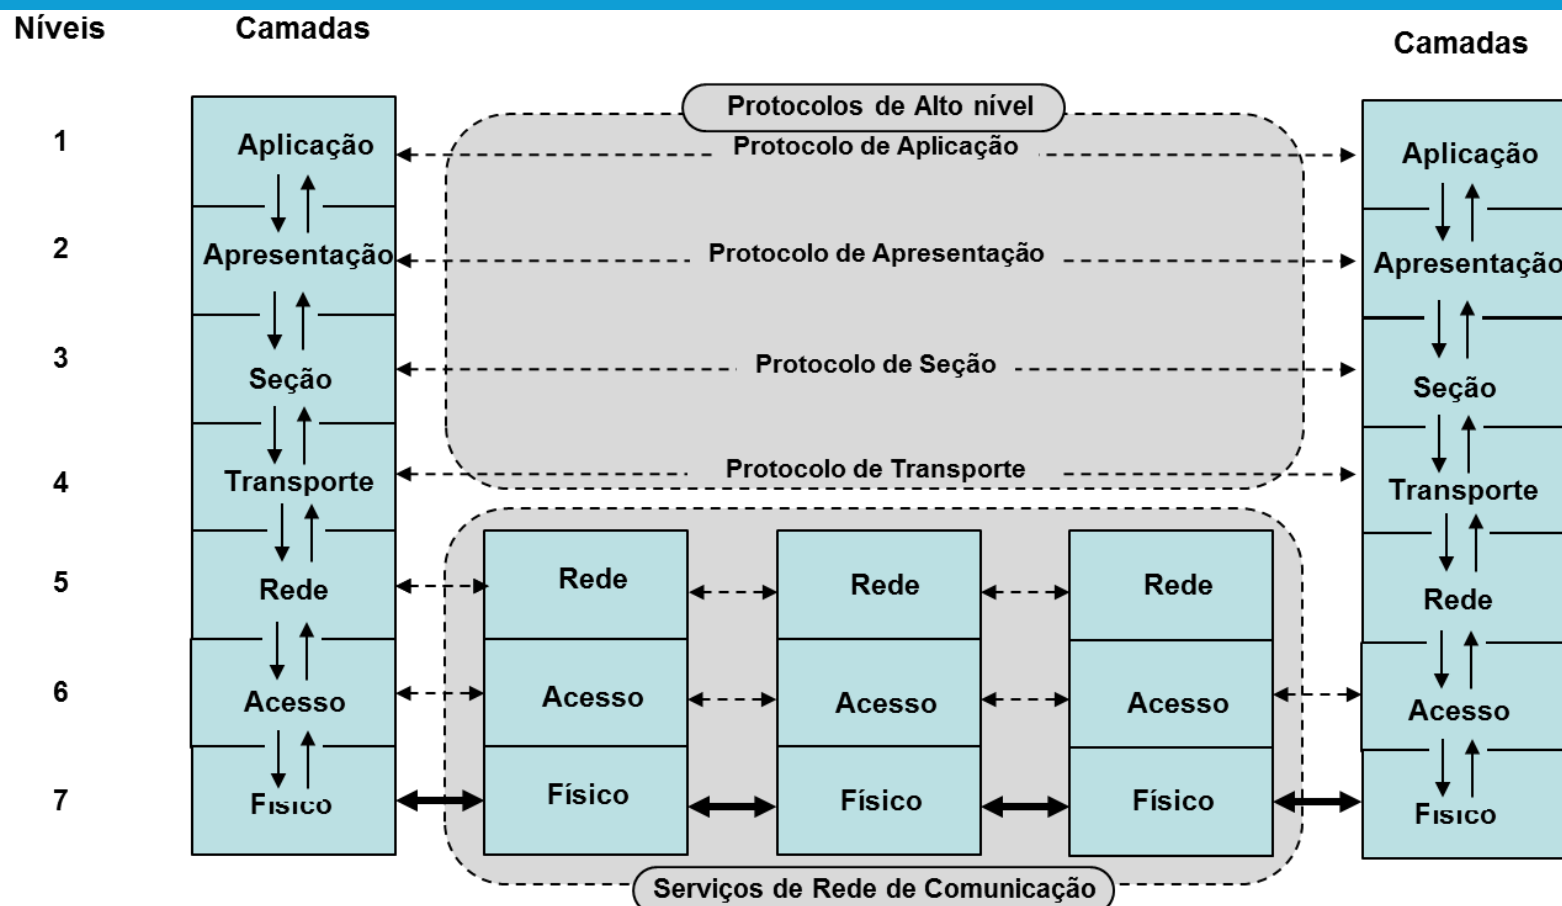 Níveis
Camadas
Camadas
Protocolos de Alto nível
1
Aplicação
Protocolo de Aplicação
Aplicação
2
Apresentação
Protocolo de Apresentação
Apresentação
3
Seção
Protocolo de Seção
Seção
4
Transporte
Protocolo de Transporte
Transporte
5
Rede
Rede
Rede
Rede
Rede
6
Acesso
Acesso
Acesso
Acesso
Acesso
7
Físico
Físico
Físico
Físico
Físico
Serviços de Rede de Comunicação